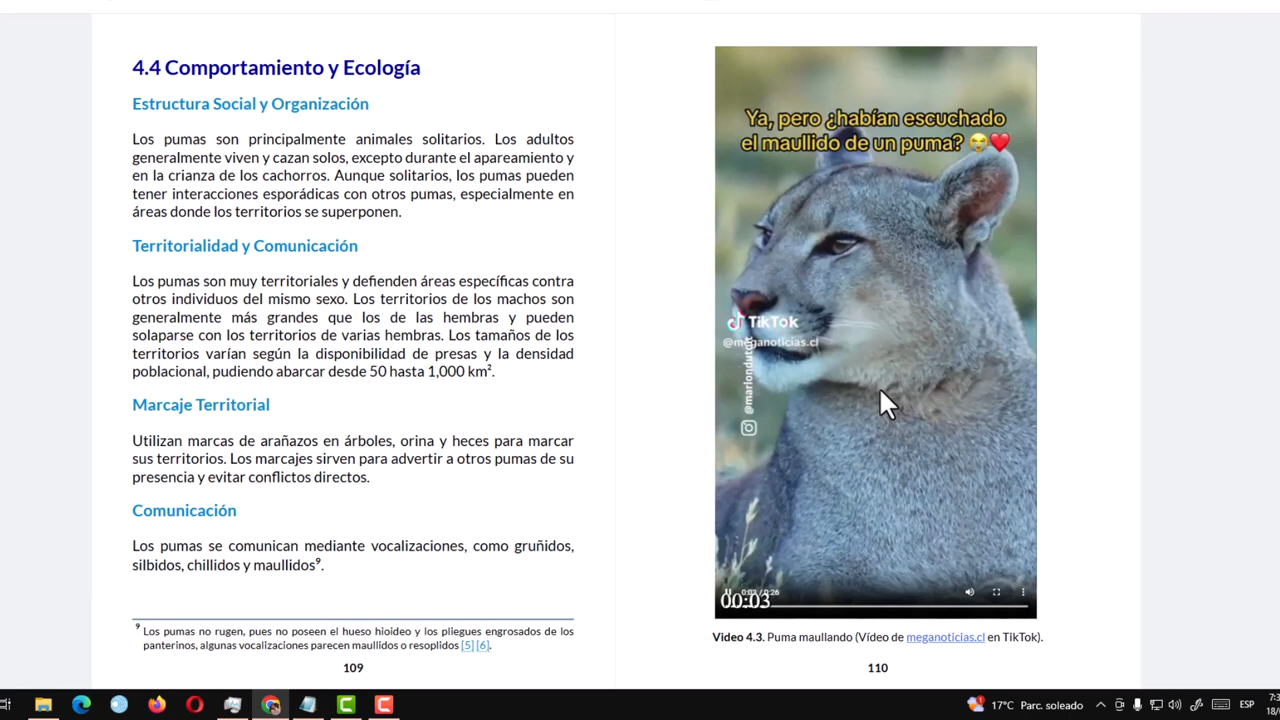 4.4 Comportamiento y Ecología
Estructura Social y Organización
Los pumas son principalmente animales solitarios. Los adultos
generalmente viven y cazan solos, excepto durante el apareamiento y
en la crianza de los cachorros. Aunque solitarios, los pumas pueden
tener interacciones esporádicas con otros pumas, especialmente en
áreas donde los territorios se superponen.
Territorialidad y Comunicación
Los pumas son muy territoriales y defienden áreas específicas contra
otros individuos del mismo sexo. Los territorios de los machos son
generalmente más grandes que los de las hembras y pueden
solaparse con los territorios de varias hembras. Los tamaños de los
territorios varían según la disponibilidad de presas y la densidad
poblacional, pudiendo abarcar desde 50 hasta 1,000 km².
Marcaje Territorial
Utilizan marcas de arañazos en árboles, orina y heces para marcar
sus territorios. Los marcajes sirven para advertir a otros pumas de su
presencia y evitar conflictos directos.
Comunicación
Los pumas se comunican mediante vocalizaciones, como gruñidos,
silbidos, chillidos y maullidos⁹.
⁹ Los pumas no rugen, pues no poseen el hueso hioideo y los pliegues engrosados de los
panterinos, algunas vocalizaciones parecen maullidos o resoplidos [5] [6].
109
Ya, pero ¿habían escuchado
el maullido de un puma? 😭❤️
TikTok
@meganoticias.cl
@marlondutok
0:03 / 0:26
00:03
Video 4.3. Puma maullando (Vídeo de meganoticias.cl en TikTok).
110
17°C Parc. soleado
ESP